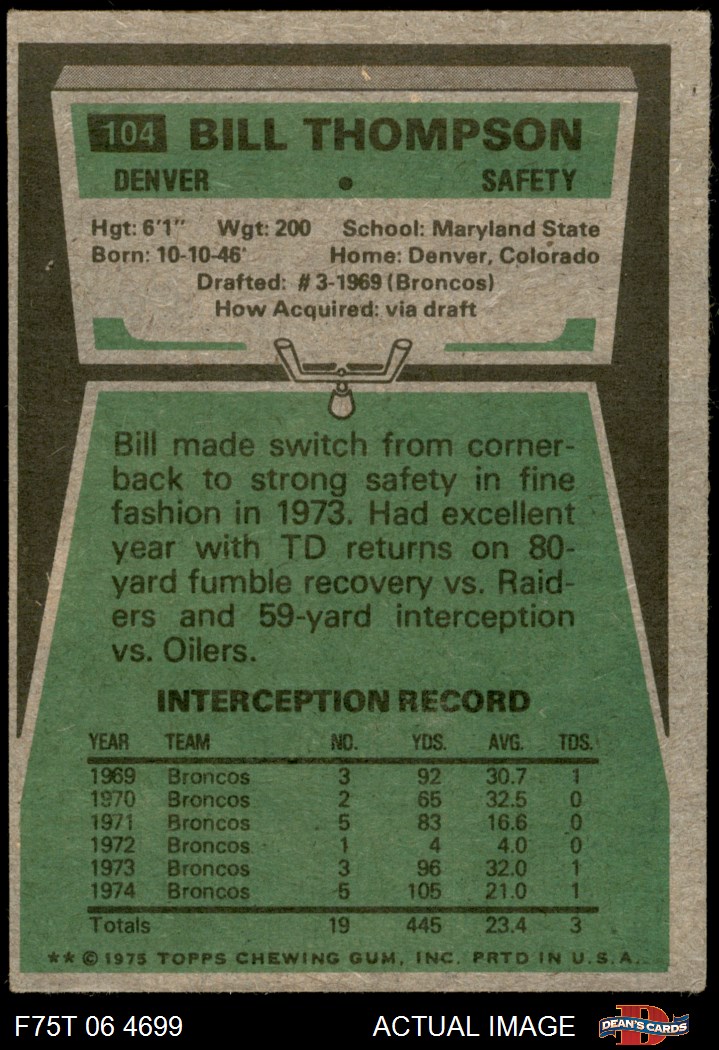 104 BILL THOMPSON
DENVER • SAFETY
Hgt: 6'1" Wgt: 200 School: Maryland State
Born: 10-10-46 Home: Denver, Colorado
Drafted: #3-1969 (Broncos)
How Acquired: via draft
Bill made switch from corner-
back to strong safety in fine
fashion in 1973. Had excellent
year with TD returns on 80-
yard fumble recovery vs. Raid-
ers and 59-yard interception
vs. Oilers.
INTERCEPTION RECORD
YEAR TEAM NO. YDS. AVG. TDS.
1969 Broncos 3 92 30.7 1
1970 Broncos 2 65 32.5 0
1971 Broncos 5 83 16.6 0
1972 Broncos 1 4 4.0 0
1973 Broncos 3 96 32.0 1
1974 Broncos 5 105 21.0 1
Totals 19 445 23.4 3
** © 1975 TOPPS CHEWING GUM, INC. PRTD IN U.S.A.
F75T 06 4699 ACTUAL IMAGE D DEAN'S CARDS